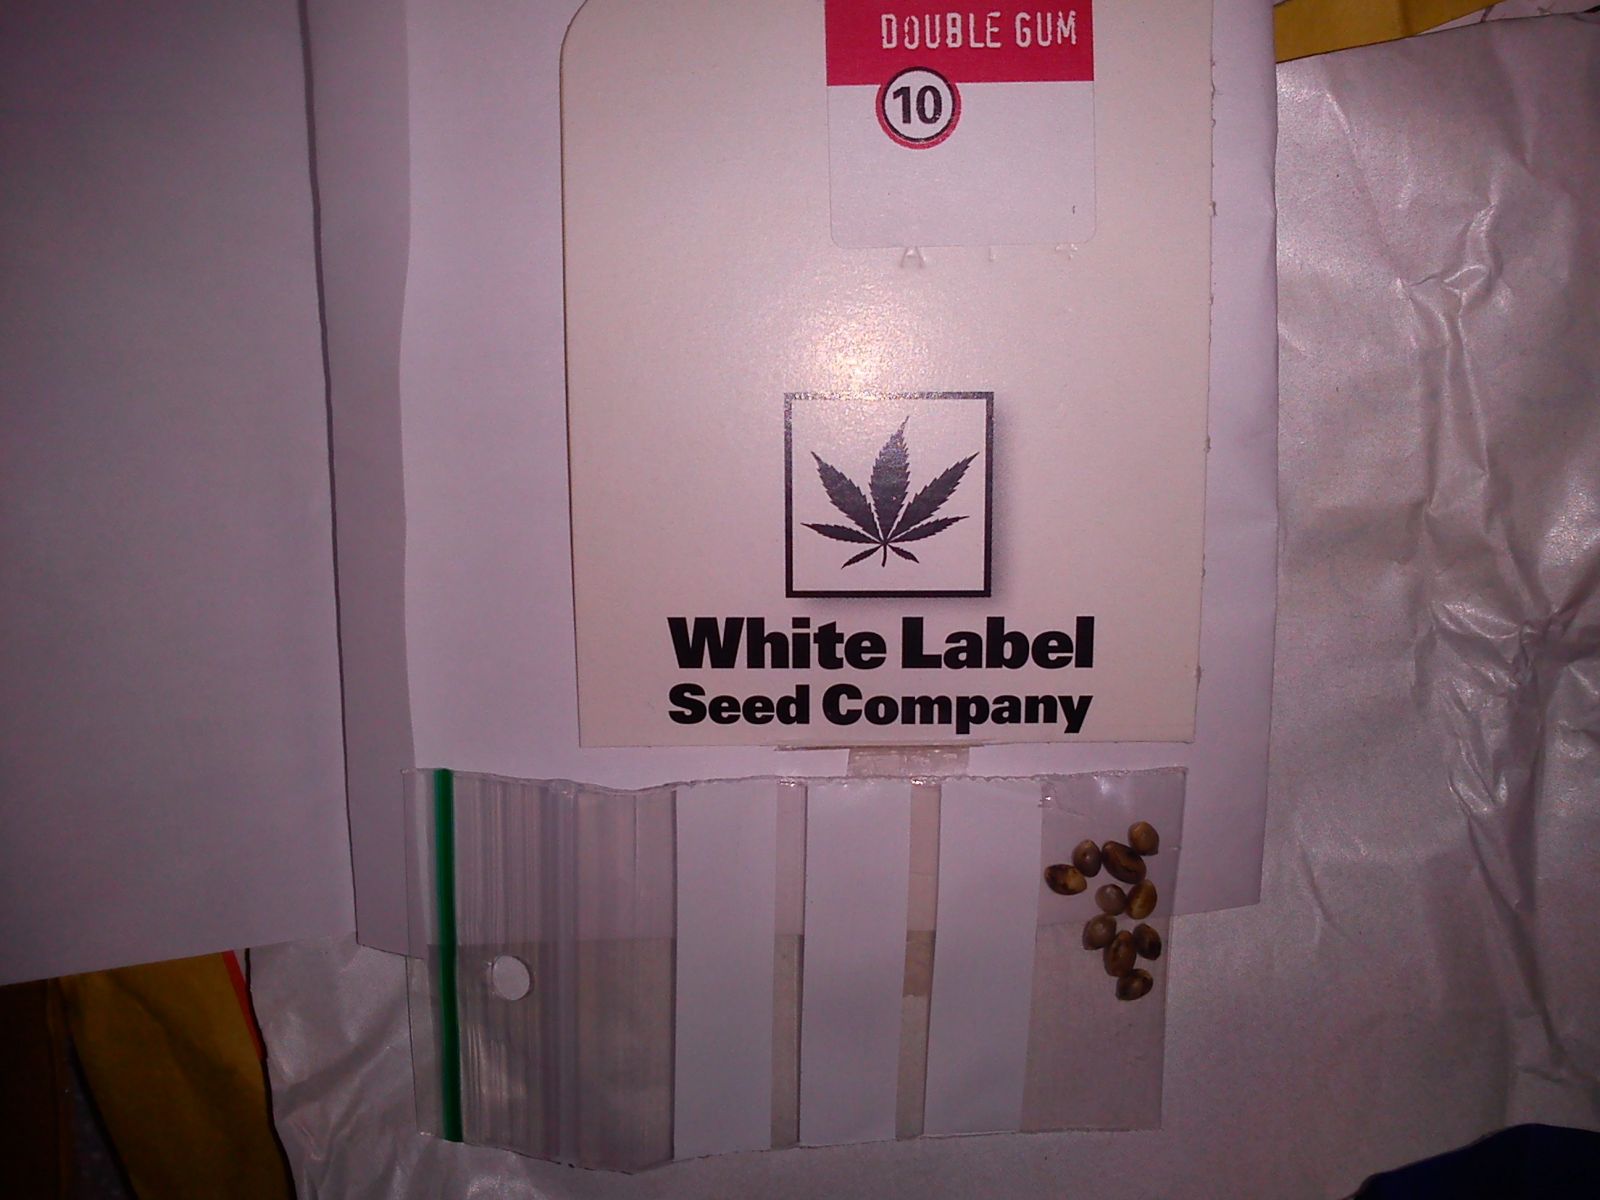 DOUBLE GUM
10
White Label
Seed Company